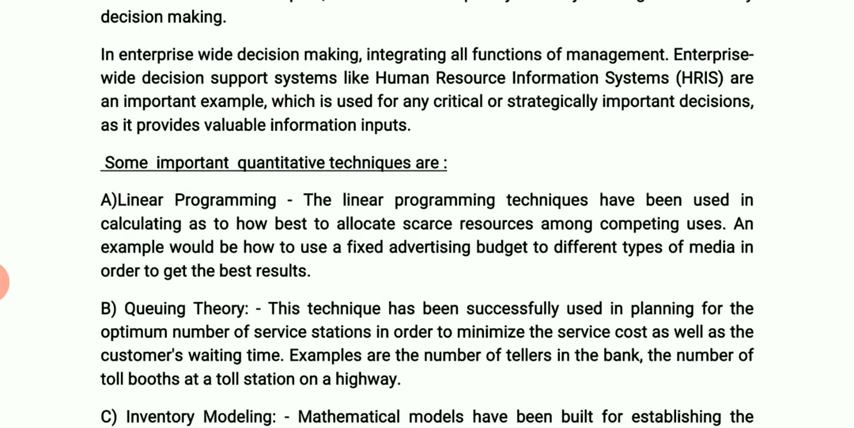 decision making.
In enterprise wide decision making, integrating all functions of management. Enterprise-
wide decision support systems like Human Resource Information Systems (HRIS) are
an important example, which is used for any critical or strategically important decisions,
as it provides valuable information inputs.
Some important quantitative techniques are :
A)Linear Programming - The linear programming techniques have been used in
calculating as to how best to allocate scarce resources among competing uses. An
example would be how to use a fixed advertising budget to different types of media in
order to get the best results.
B) Queuing Theory: - This technique has been successfully used in planning for the
optimum number of service stations in order to minimize the service cost as well as the
customer's waiting time. Examples are the number of tellers in the bank, the number of
toll booths at a toll station on a highway.
C) Inventory Modeling: - Mathematical models have been built for establishing the